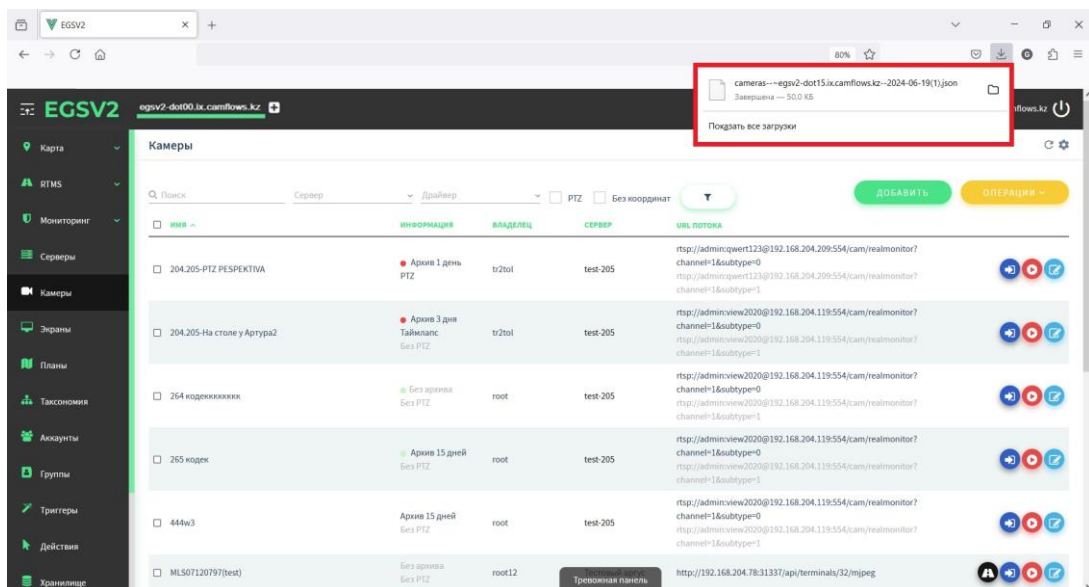 EGSV2
80%
cameras---egsv2-dot15.ix.camflows.kz--2024-06-19(1).json
Завершена — 50.0 КБ
Показать все загрузки
EGSV2
egsv2-dot00.ix.camflows.kz
mflows.kz
Карта
RTMS
Мониторинг
Серверы
Камеры
Экраны
Планы
Таксономия
Аккаунты
Группы
Триггеры
Действия
Хранилище
Камеры
Поиск
Сервер
Драйвер
PTZ
Без координат
ДОБАВИТЬ
ОПЕРАЦИИ
ИМЯ
ИНФОРМАЦИЯ
ВЛАДЕЛЕЦ
СЕРВЕР
URL ПОТОКА
204.205-PTZ PESPEKTIVA
Архив 1 день
PTZ
tr2tol
test-205
rtsp://admin:qwert123@192.168.204.209:554/cam/realmonitor?
channel=1&subtype=0
rtsp://admin:qwert123@192.168.204.209:554/cam/realmonitor?
channel=1&subtype=1
204.205-На столе у Артура2
Архив 3 дня
Таймлапс
Без PTZ
tr2tol
test-205
rtsp://admin:view2020@192.168.204.119:554/cam/realmonitor?
channel=1&subtype=0
rtsp://admin:view2020@192.168.204.119:554/cam/realmonitor?
channel=1&subtype=1
264 кодекккккккк
Без архива
Без PTZ
root
test-205
rtsp://admin:view2020@192.168.204.119:554/cam/realmonitor?
channel=1&subtype=0
rtsp://admin:view2020@192.168.204.119:554/cam/realmonitor?
channel=1&subtype=1
265 кодек
Архив 15 дней
Без PTZ
root
test-205
rtsp://admin:view2020@192.168.204.119:554/cam/realmonitor?
channel=1&subtype=0
rtsp://admin:view2020@192.168.204.119:554/cam/realmonitor?
channel=1&subtype=1
444w3
Архив 15 дней
Без PTZ
root
test-205
rtsp://admin:view2020@192.168.204.119:554/cam/realmonitor?
channel=1&subtype=0
rtsp://admin:view2020@192.168.204.119:554/cam/realmonitor?
channel=1&subtype=1
MLS07120797(test)
Без архива
Без PTZ
root12
Тестовый аргус
http://192.168.204.78:31337/api/terminals/32/mjpeg
Тревожная панель